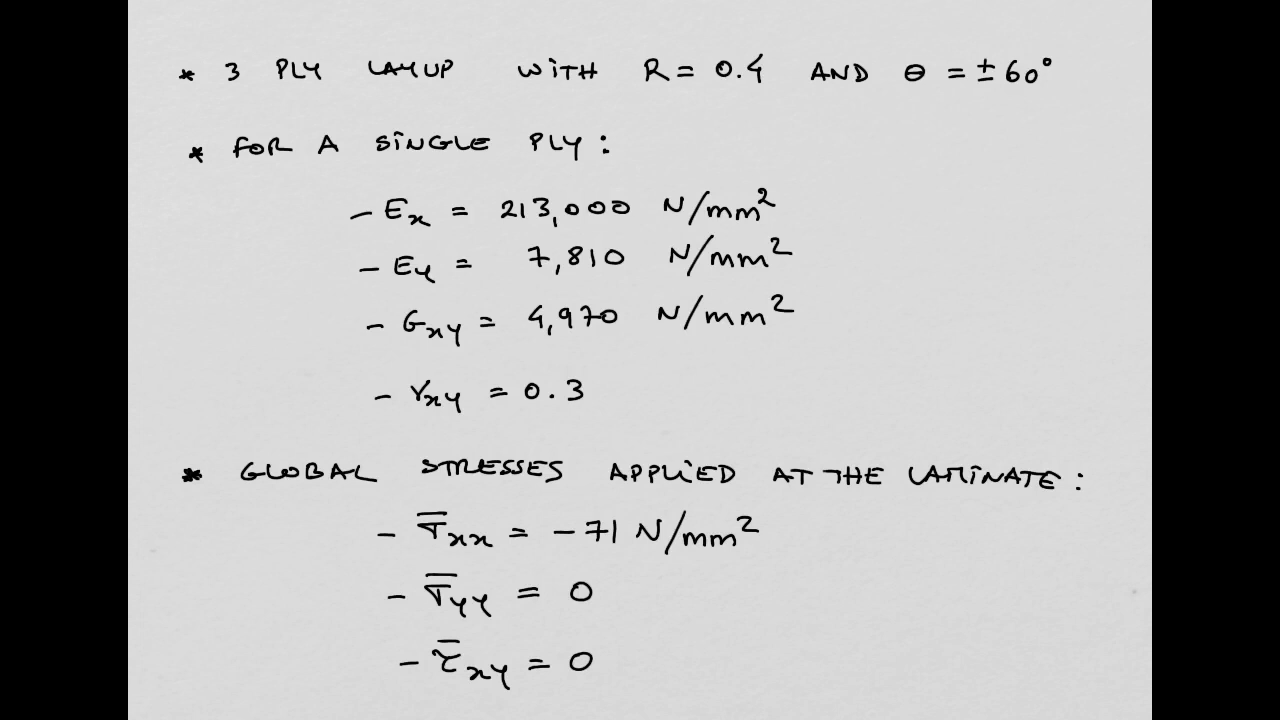 * 3 PLY LAYUP WITH R = 0.4 AND θ = ± 60°
* FOR A SINGLE PLY:
- Ex = 213,000 N/mm²
- Ey = 7,810 N/mm²
- Gxy = 4,970 N/mm²
- νxy = 0.3
* GLOBAL STRESSES APPLIED AT THE LAMINATE:
- σ̅xx = -71 N/mm²
- σ̅yy = 0
- τ̅xy = 0